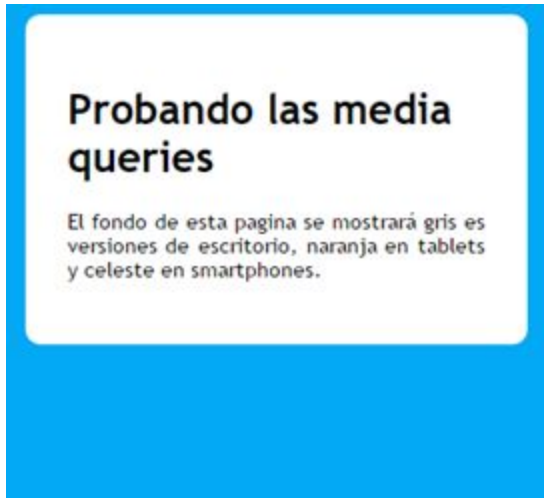 Probando las media
queries
El fondo de esta pagina se mostrará gris es
versiones de escritorio, naranja en tablets
y celeste en smartphones.